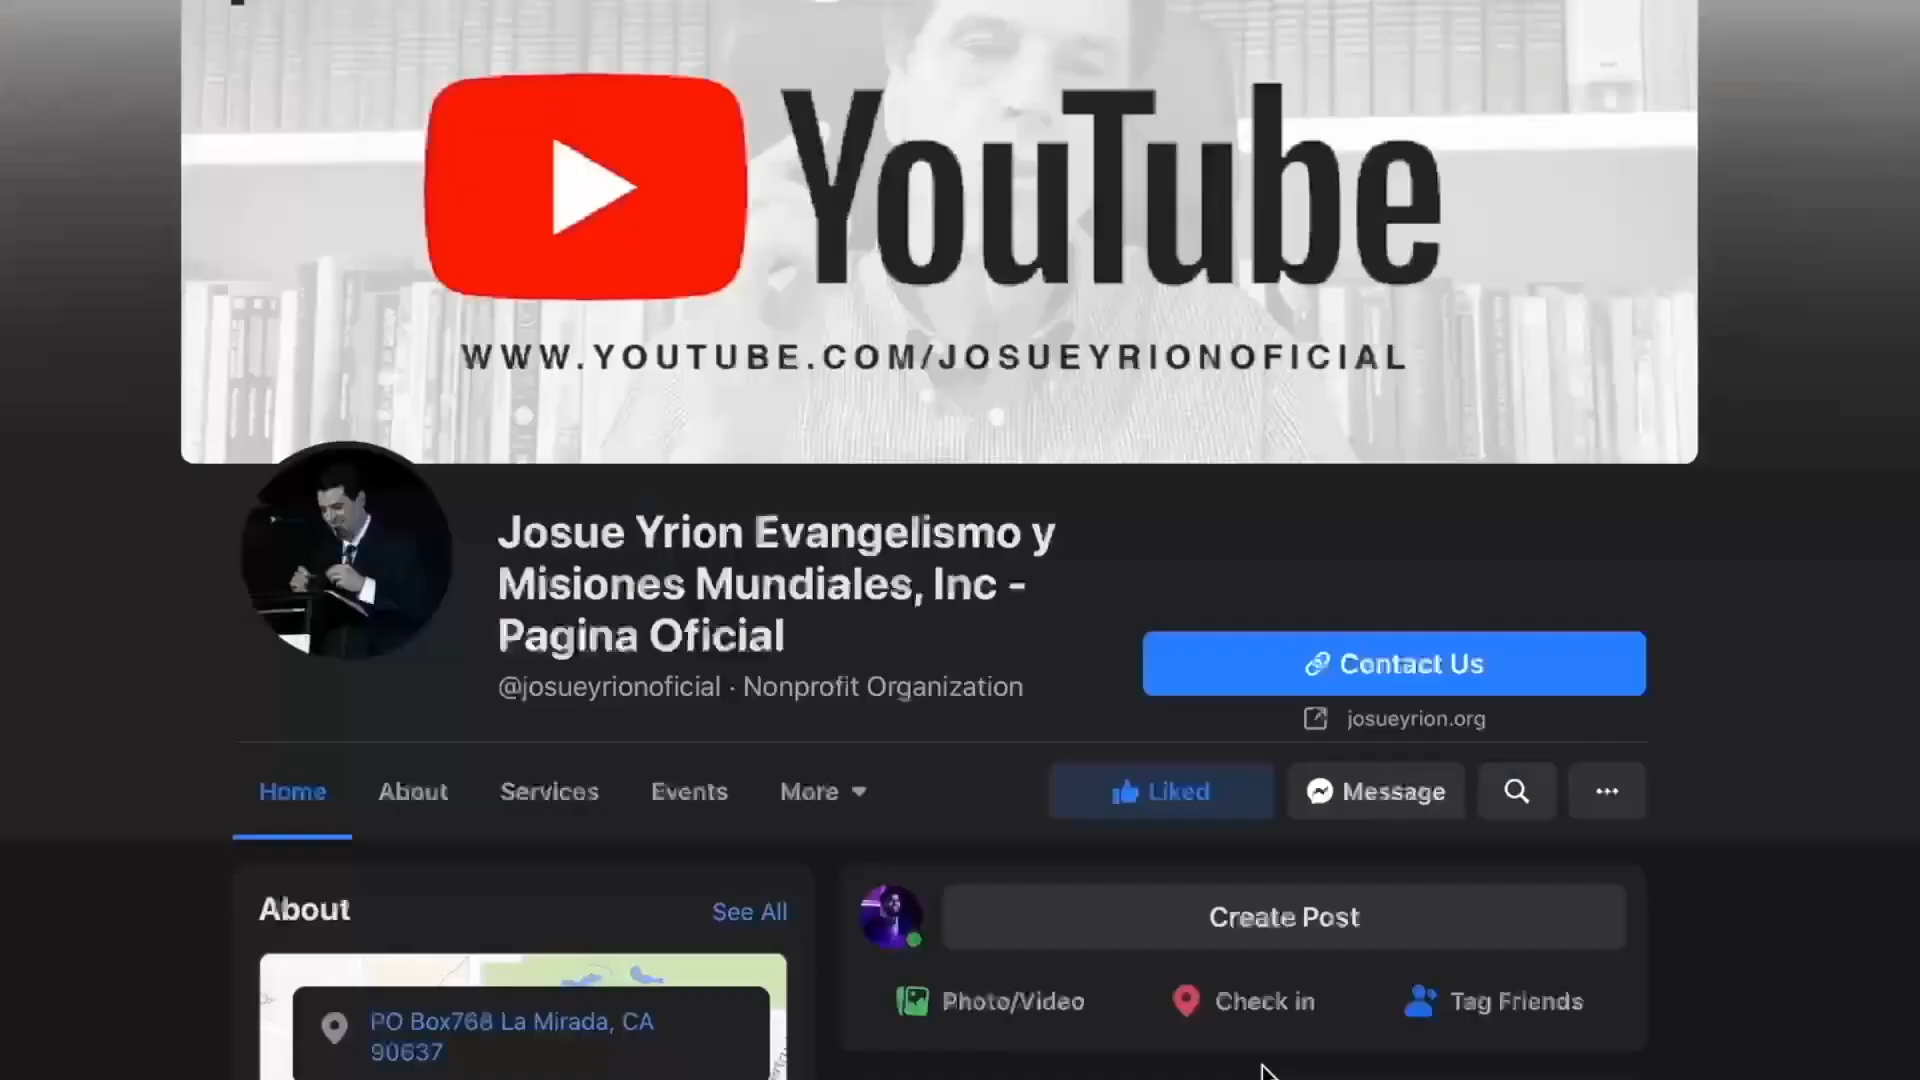 YouTube
WWW.YOUTUBE.COM/JOSUEYRIONOFICIAL
Josue Yrion Evangelismo y
Misiones Mundiales, Inc -
Pagina Oficial
@josueyrionoficial · Nonprofit Organization
Contact Us
josueyrion.org
Home
About
Services
Events
More
Liked
Message
About
See All
Create Post
PO Box768 La Mirada, CA
90637
Photo/Video
Check in
Tag Friends